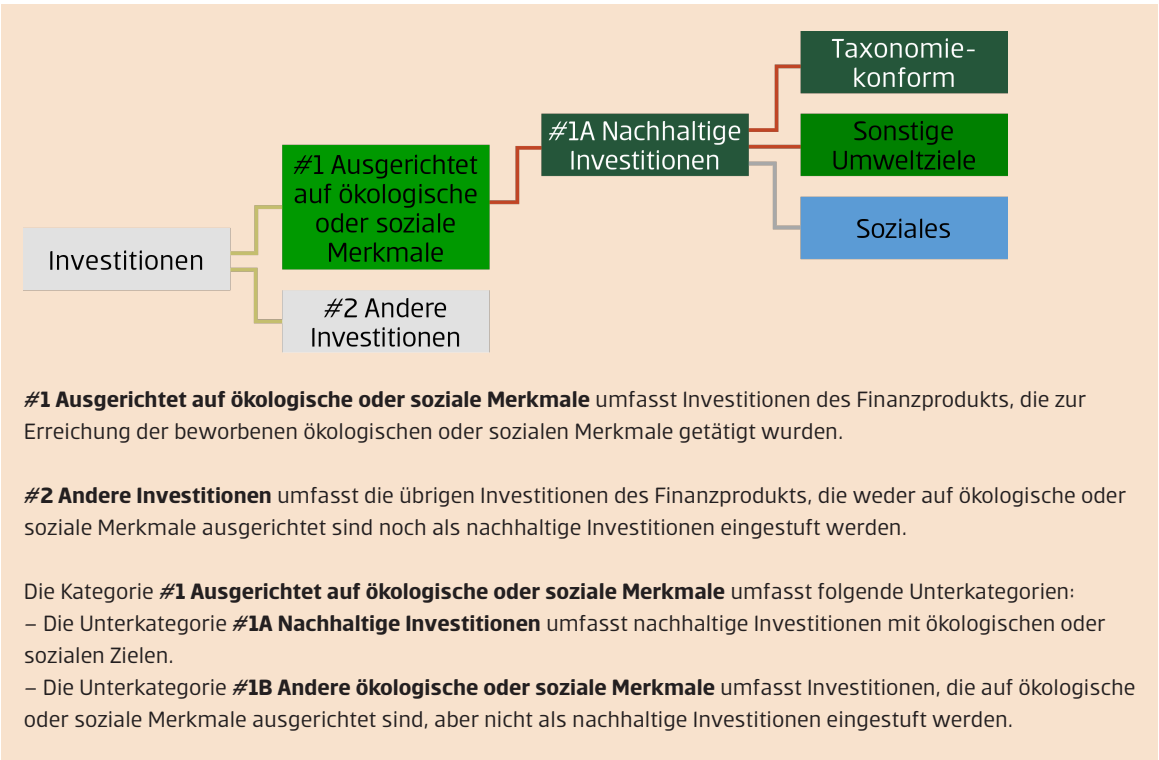 Taxonomie-
konform
#1A Nachhaltige
Investitionen
Sonstige
Umweltziele
#1 Ausgerichtet
auf ökologische
oder soziale
Merkmale
Soziales
Investitionen
#2 Andere
Investitionen
#1 Ausgerichtet auf ökologische oder soziale Merkmale umfasst Investitionen des Finanzprodukts, die zur
Erreichung der beworbenen ökologischen oder sozialen Merkmale getätigt wurden.
#2 Andere Investitionen umfasst die übrigen Investitionen des Finanzprodukts, die weder auf ökologische oder
soziale Merkmale ausgerichtet sind noch als nachhaltige Investitionen eingestuft werden.
Die Kategorie #1 Ausgerichtet auf ökologische oder soziale Merkmale umfasst folgende Unterkategorien:
– Die Unterkategorie #1A Nachhaltige Investitionen umfasst nachhaltige Investitionen mit ökologischen oder
sozialen Zielen.
– Die Unterkategorie #1B Andere ökologische oder soziale Merkmale umfasst Investitionen, die auf ökologische
oder soziale Merkmale ausgerichtet sind, aber nicht als nachhaltige Investitionen eingestuft werden.